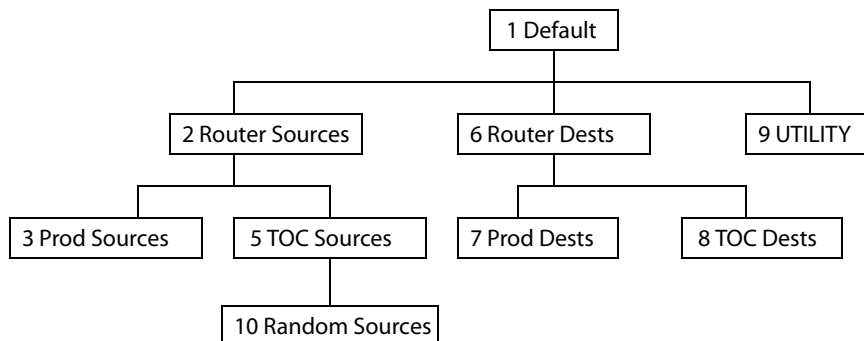 1 Default
2 Router Sources
6 Router Dests
9 UTILITY
3 Prod Sources
5 TOC Sources
7 Prod Dests
8 TOC Dests
10 Random Sources